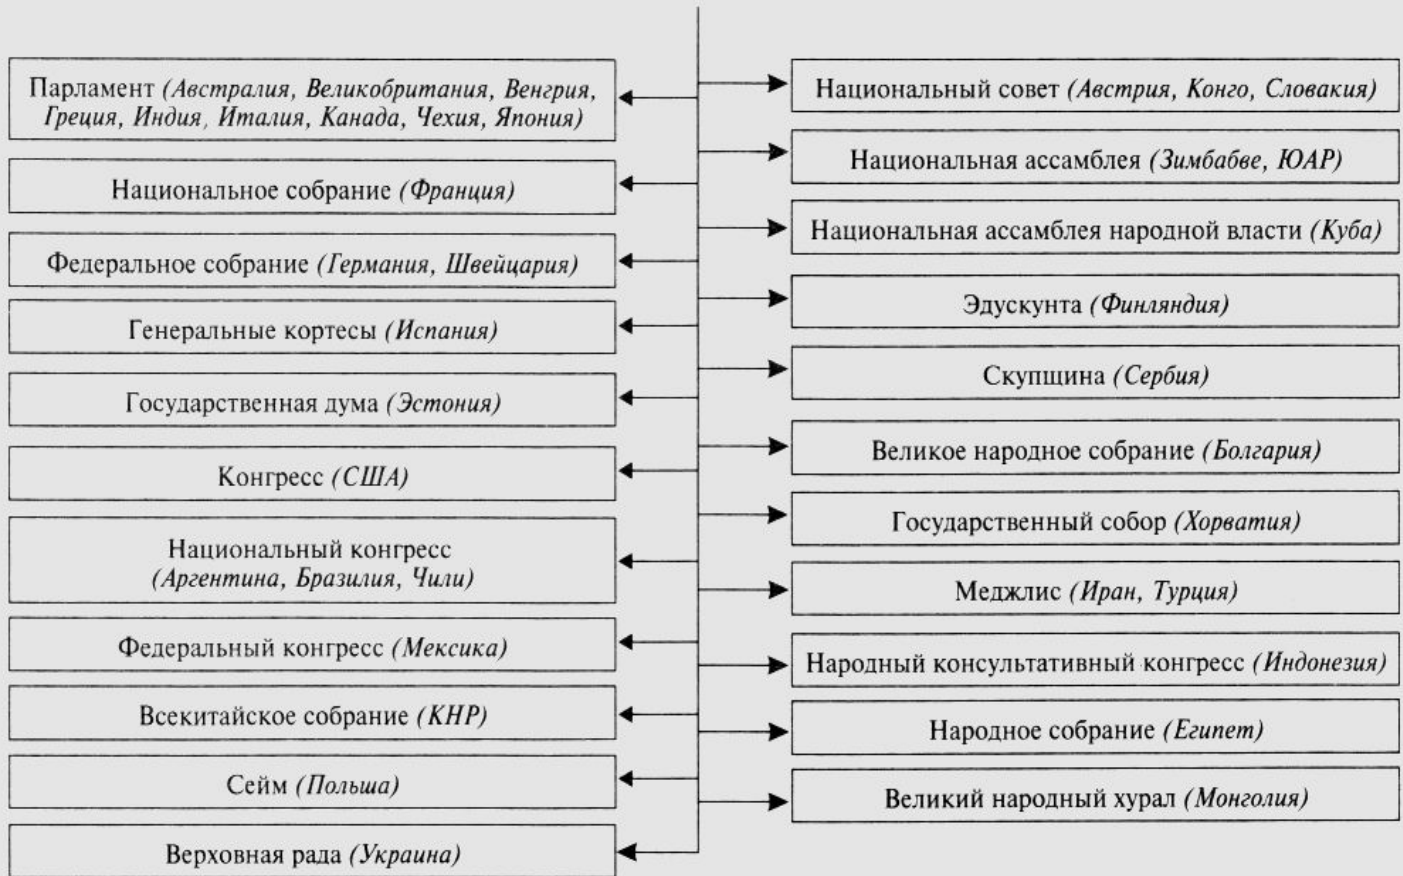 Парламент (Австралия, Великобритания, Венгрия,
Греция, Индия, Италия, Канада, Чехия, Япония)
Национальное собрание (Франция)
Федеральное собрание (Германия, Швейцария)
Генеральные кортесы (Испания)
Государственная дума (Эстония)
Конгресс (США)
Национальный конгресс
(Аргентина, Бразилия, Чили)
Федеральный конгресс (Мексика)
Всекитайское собрание (КНР)
Сейм (Польша)
Верховная рада (Украина)
Национальный совет (Австрия, Конго, Словакия)
Национальная ассамблея (Зимбабве, ЮАР)
Национальная ассамблея народной власти (Куба)
Эдускунта (Финляндия)
Скупщина (Сербия)
Великое народное собрание (Болгария)
Государственный собор (Хорватия)
Меджлис (Иран, Турция)
Народный консультативный конгресс (Индонезия)
Народное собрание (Египет)
Великий народный хурал (Монголия)